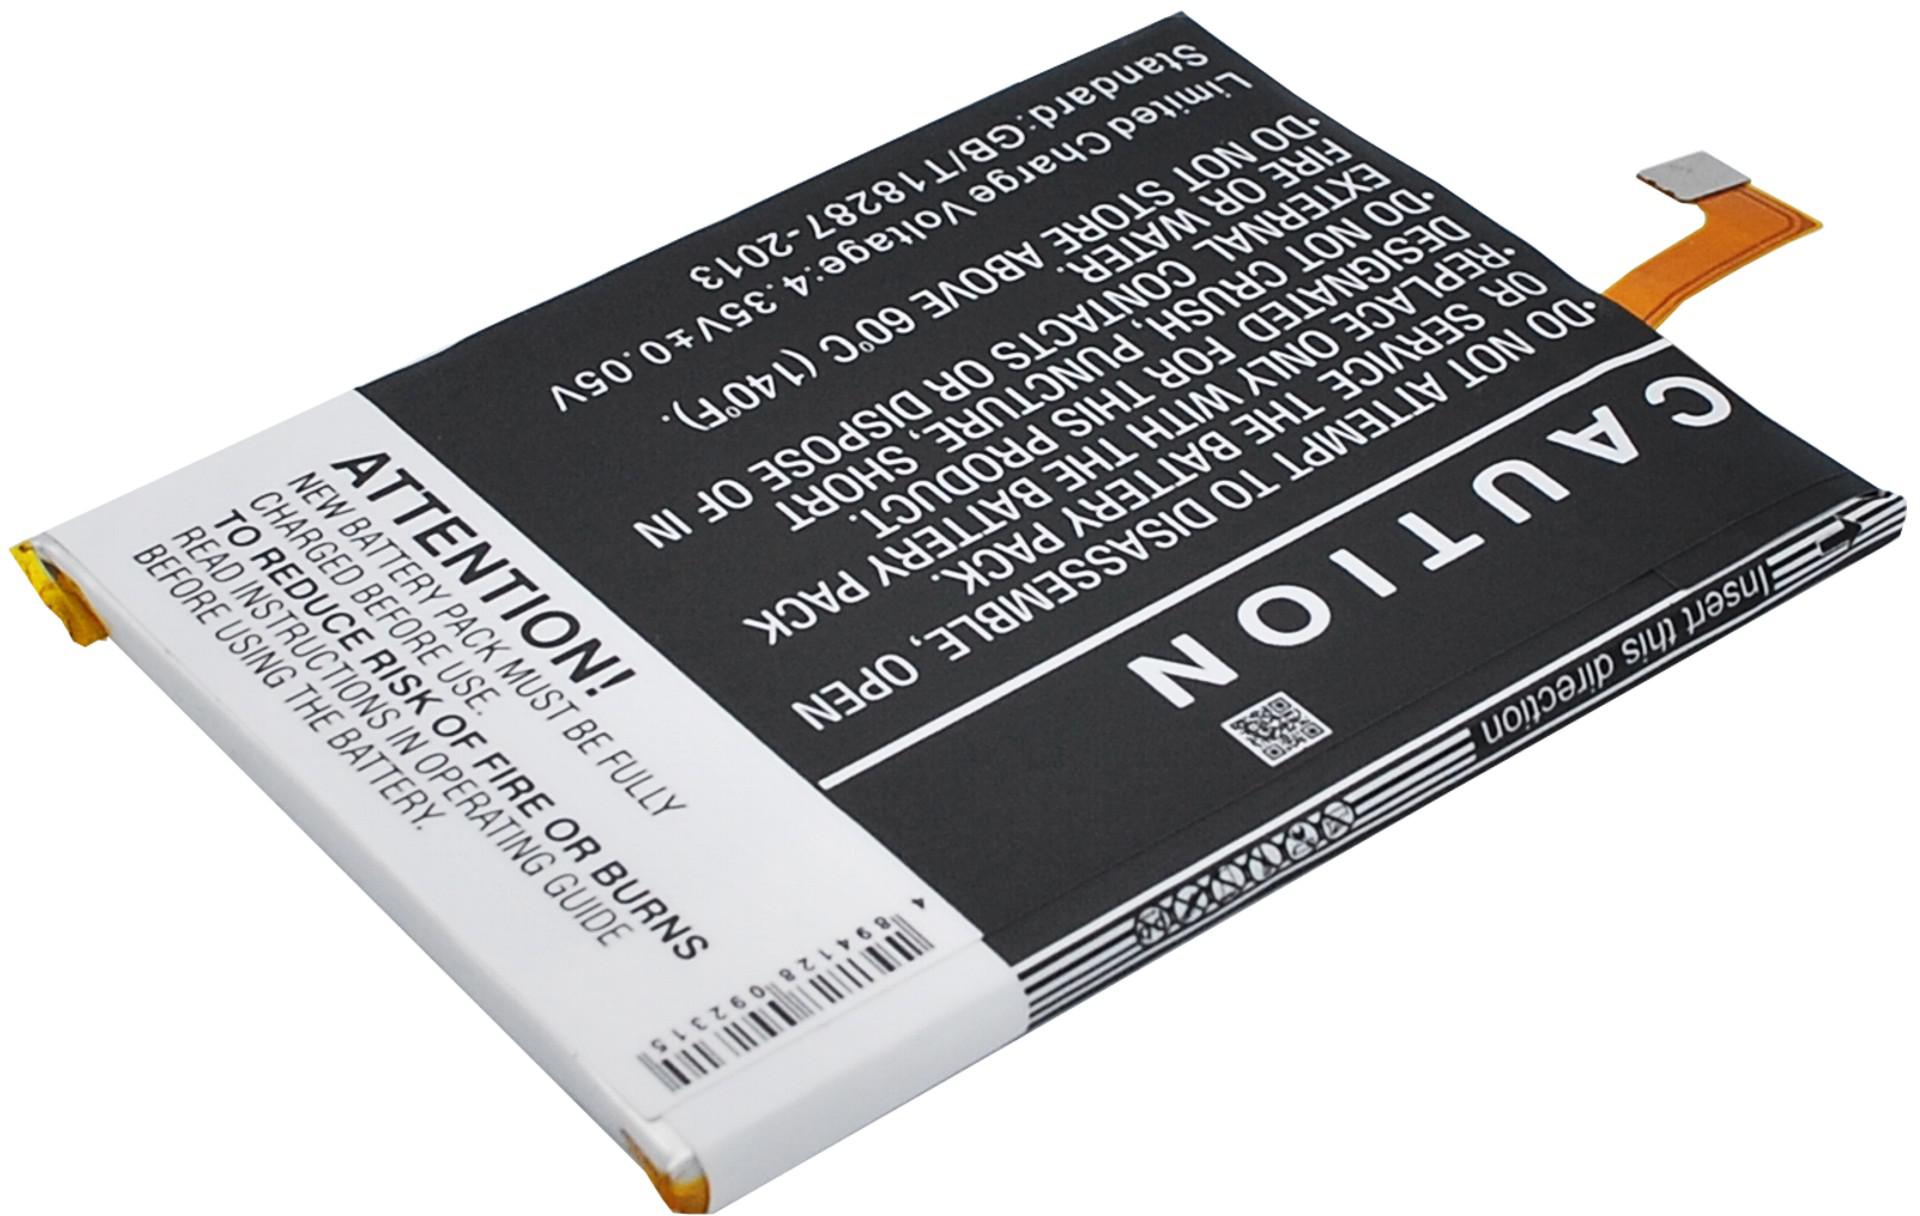 CAUTION
•DO NOT ATTEMPT TO DISASSEMBLE, OPEN
OR SERVICE THE BATTERY PACK.
•REPLACE ONLY WITH THE BATTERY PACK
DESIGNATED FOR THIS PRODUCT.
•DO NOT CRUSH, PUNCTURE, SHORT
EXTERNAL CONTACTS OR DISPOSE OF IN
FIRE OR WATER.
•DO NOT STORE ABOVE 60°C (140°F).
Limited Charge Voltage:4.35V±0.05V
Standard:GB/T18287-2013
Insert this direction
ATTENTION!
NEW BATTERY PACK MUST BE FULLY
CHARGED BEFORE USE.
TO REDUCE RISK OF FIRE OR BURNS
READ INSTRUCTIONS IN OPERATING GUIDE
BEFORE USING THE BATTERY.
4 894128 092315